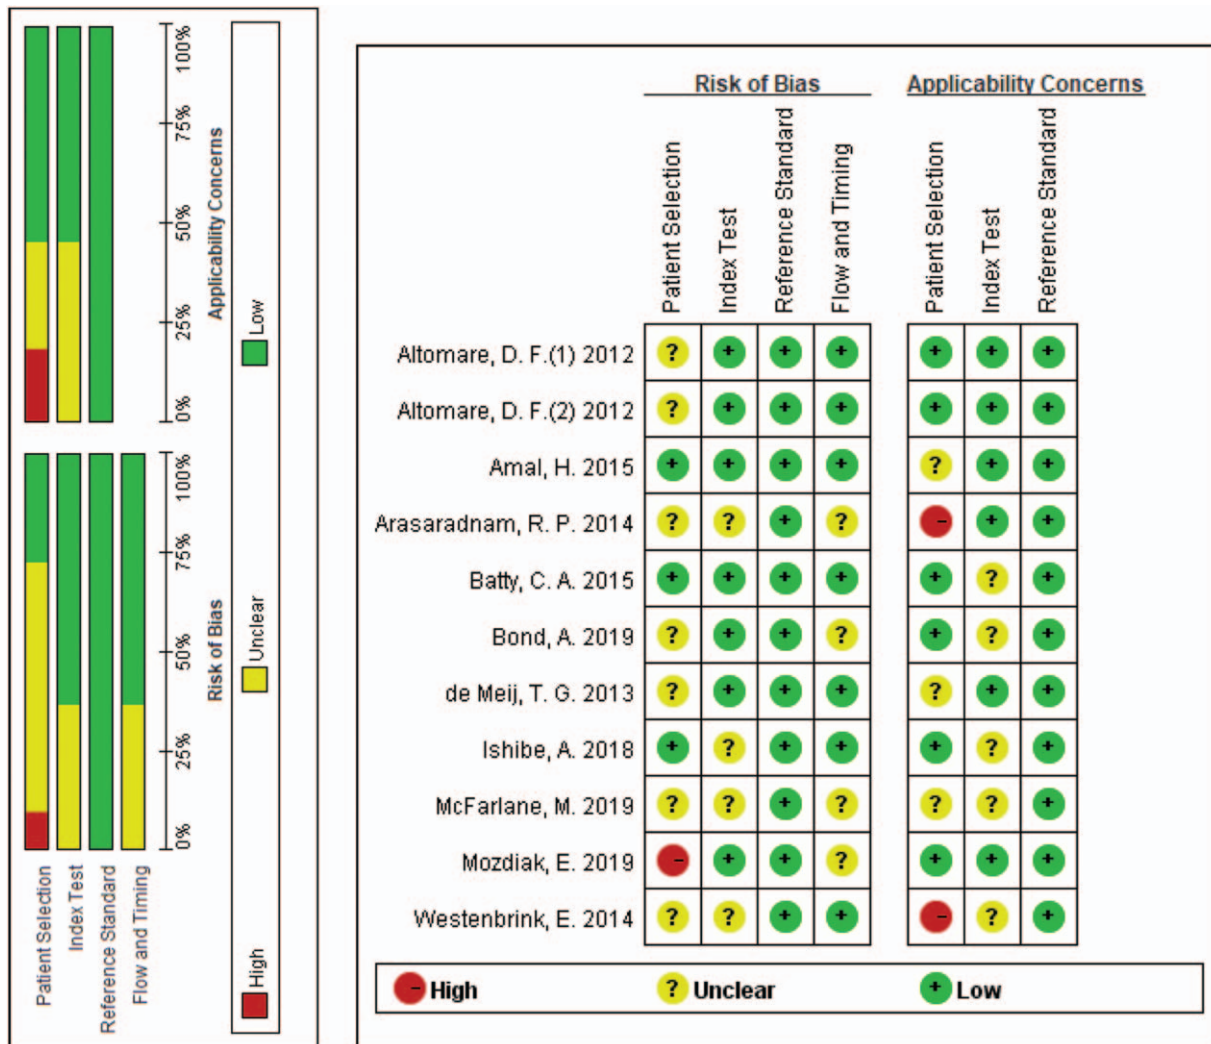 100%
75%
50%
25%
0%
Applicability Concerns
Low
100%
75%
50%
25%
0%
Risk of Bias
Unclear
Patient Selection
Index Test
Reference Standard
Flow and Timing
High
Risk of Bias
Applicability Concerns
Patient Selection
Index Test
Reference Standard
Flow and Timing
Patient Selection
Index Test
Reference Standard
Altomare, D. F.(1) 2012 ? + + + + + +
Altomare, D. F.(2) 2012 ? + + + + + +
Amal, H. 2015 + + + + ? + +
Arasaradnam, R. P. 2014 ? ? + ? - + +
Batty, C. A. 2015 + + + + + ? +
Bond, A. 2019 ? + + ? + ? +
de Meij, T. G. 2013 ? + + + ? + +
Ishibe, A. 2018 + ? + + + ? +
McFarlane, M. 2019 ? ? + ? ? ? +
Mozdiak, E. 2019 - + + ? + + +
Westenbrink, E. 2014 ? ? + + - ? +
- High ? Unclear + Low